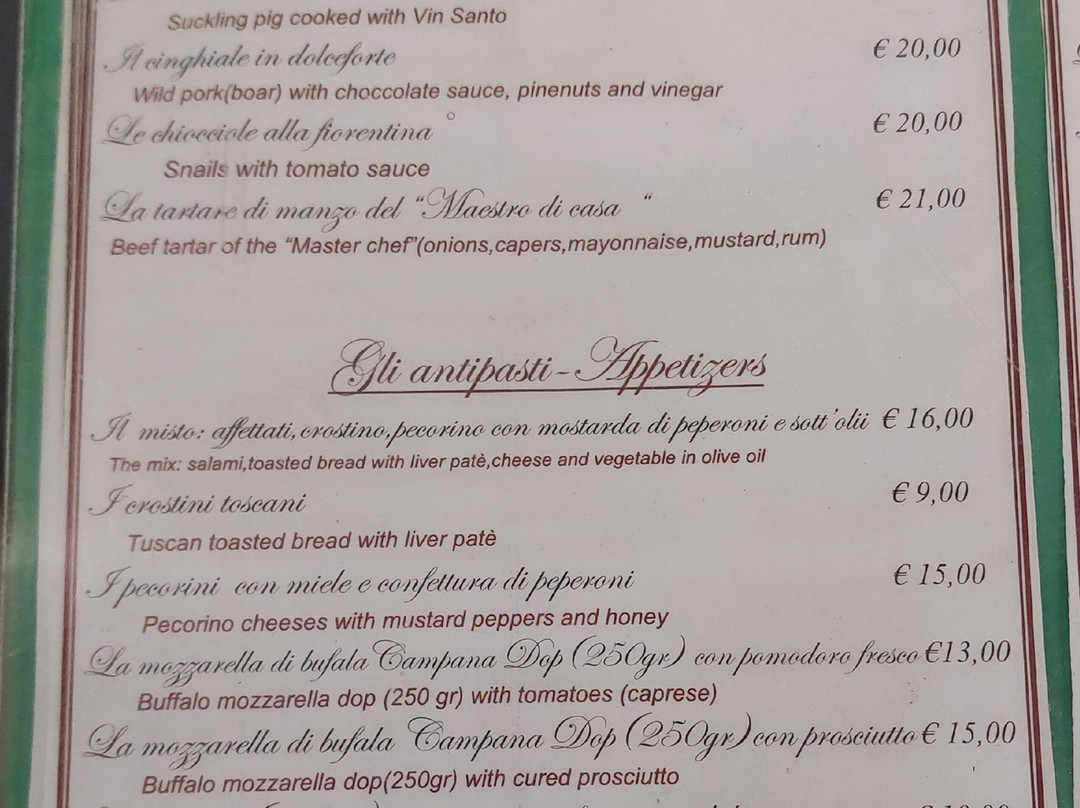 Suckling pig cooked with Vin Santo
Il cinghiale in dolceforte € 20,00
Wild pork(boar) with choccolate sauce, pinenuts and vinegar
Le chiocciole alla fiorentina ° € 20,00
Snails with tomato sauce
La tartare di manzo del “Maestro di casa “ € 21,00
Beef tartar of the “Master chef”(onions,capers,mayonnaise,mustard,rum)
Gli antipasti-Appetizers
Il misto: affettati,crostino,pecorino con mostarda di peperoni e sott'olii € 16,00
The mix: salami,toasted bread with liver patè,cheese and vegetable in olive oil
I crostini toscani € 9,00
Tuscan toasted bread with liver patè
I pecorini con miele e confettura di peperoni € 15,00
Pecorino cheeses with mustard peppers and honey
La mozzarella di bufala Campana Dop (250gr) con pomodoro fresco €13,00
Buffalo mozzarella dop (250 gr) with tomatoes (caprese)
La mozzarella di bufala Campana Dop (250gr) con prosciutto € 15,00
Buffalo mozzarella dop(250gr) with cured prosciutto